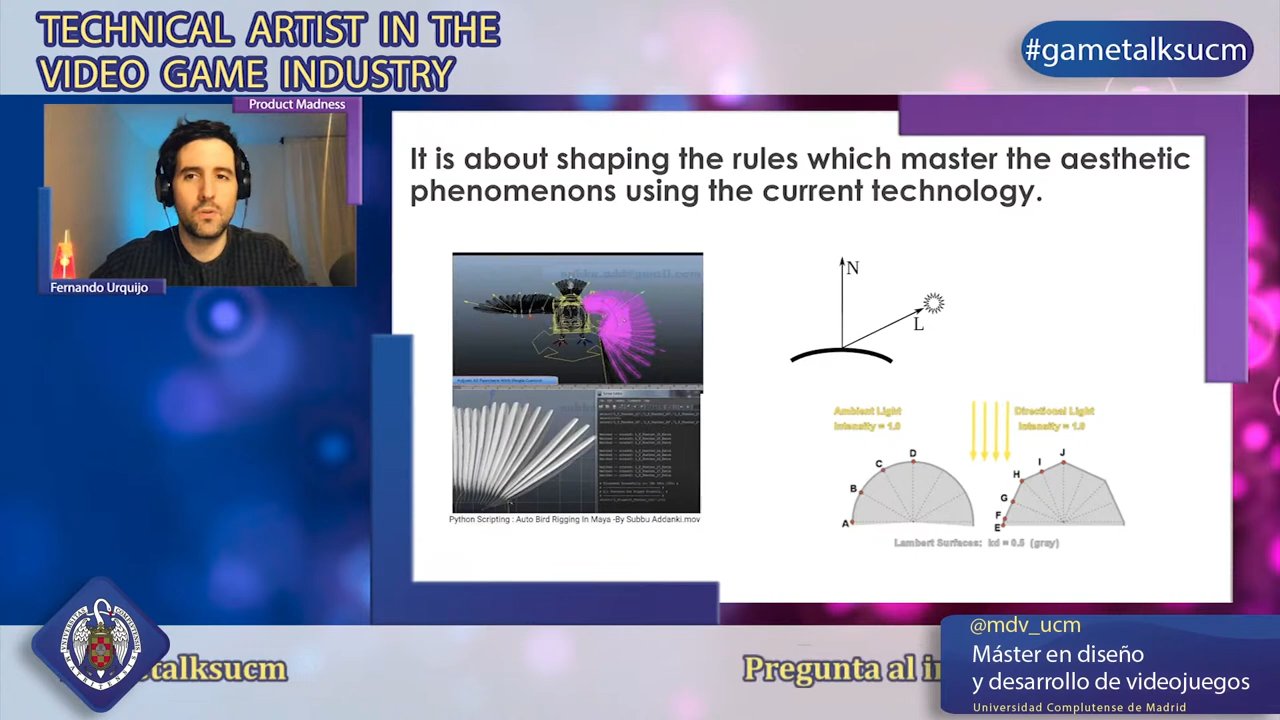 TECHNICAL ARTIST IN THE
VIDEO GAME INDUSTRY
#gametalksucm
Product Madness
Fernando Urquijo
It is about shaping the rules which master the aesthetic
phenomenons using the current technology.
Python Scripting : Auto Bird Rigging In Maya -By Subbu Addanki.mov
N
L
Ambient Light
Intensity = 1.0
Directional Light
Intensity = 1.0
A
B
C
D
E
F
G
H
I
J
Lambert Surfaces: kd = 0.5 (gray)
talksucm
Pregunta al
@mdv_ucm
Máster en diseño
y desarrollo de videojuegos
Universidad Complutense de Madrid